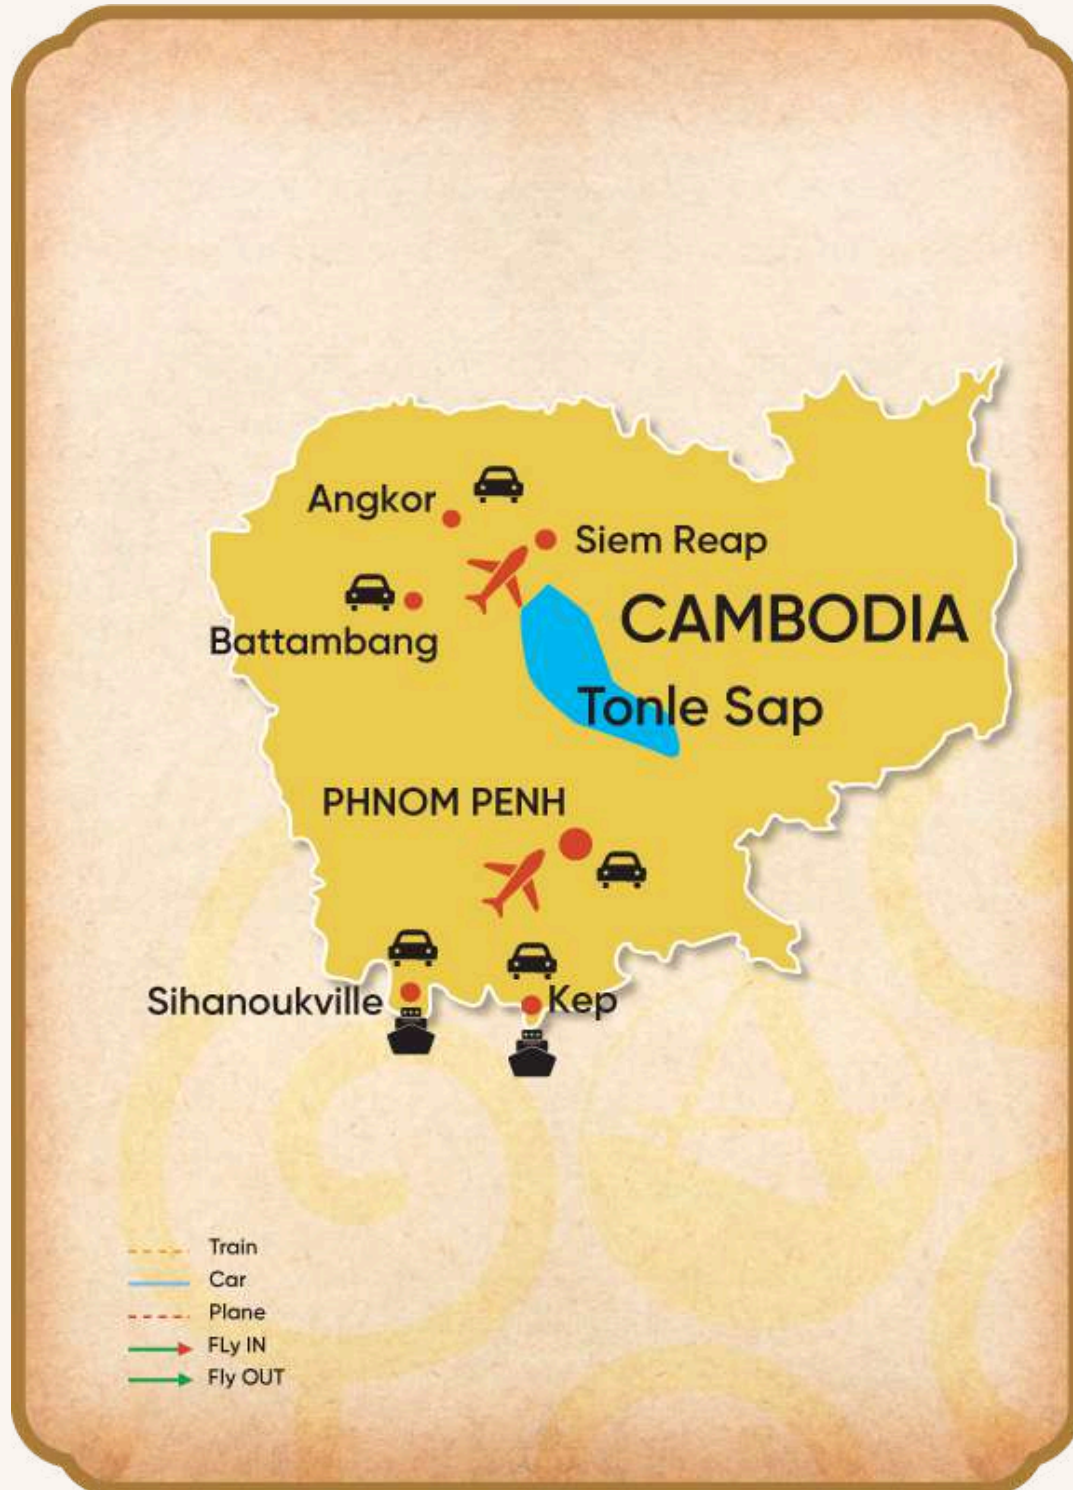 Angkor
Siem Reap
CAMBODIA
Battambang
Tonle Sap
PHNOM PENH
Sihanoukville
Kep
Train
Car
Plane
FLy IN
Fly OUT